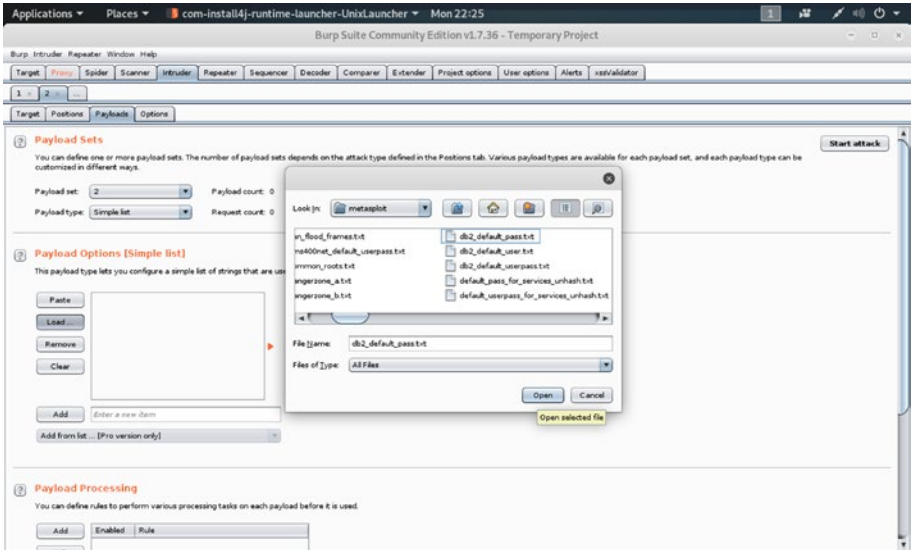 Applications Places com-install4j-runtime-launcher-UnixLauncher Mon 22:25 1
Burp Suite Community Edition v1.7.36 - Temporary Project
Burp Intruder Repeater Window Help
Target Proxy Spider Scanner Intruder Repeater Sequencer Decoder Comparer Extender Project options User options Alerts xssValidator
1 × 2 × ...
Target Positions Payloads Options
? Payload Sets
Start attack
You can define one or more payload sets. The number of payload sets depends on the attack type defined in the Positions tab. Various payload types are available for each payload set, and each payload type can be
customized in different ways.
Payload set: 2 Payload count: 0
Payload type: Simple list Request count: 0
? Payload Options [Simple list]
This payload type lets you configure a simple list of strings that are use
Paste
Load ...
Remove
Clear
Add Enter a new item
Add from list ... [Pro version only]
Look In: metasploit
n_flood_frames.txt db2_default_pass.txt
ms400net_default_userpass.txt db2_default_user.txt
ommon_roots.txt db2_default_userpass.txt
angerzone_a.txt default_pass_for_services_unhash.txt
angerzone_b.txt default_userpass_for_services_unhash.txt
File Name: db2_default_pass.txt
Files of Type: All Files
Open Cancel
Open selected file
? Payload Processing
You can define rules to perform various processing tasks on each payload before it is used.
Add Enabled Rule